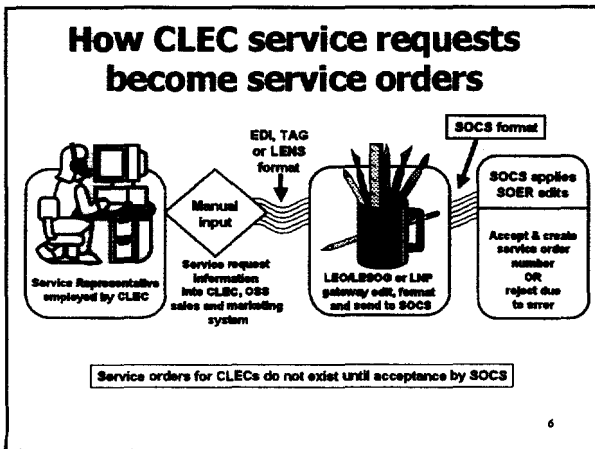 How CLEC service requests
become service orders
Service Representative
employed by CLEC
Manual
input
Service request
information
into CLEC, OSS
sales and marketing
system
EDI, TAG
or LENS
format
LEO/LESOG or LNP
gateway edit, format
and send to SOCS
SOCS format
SOCS applies
SOER edits
Accept & create
service order
number
OR
reject due
to error
Service orders for CLECs do not exist until acceptance by SOCS
6